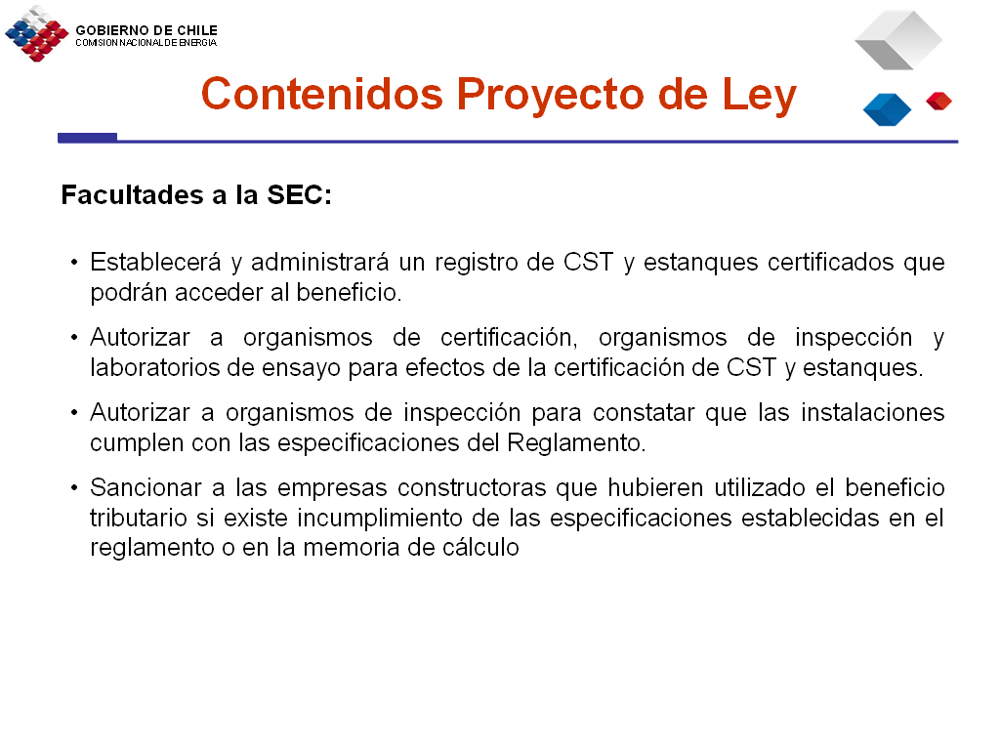 GOBIERNO DE CHILE
COMISION NACIONAL DE ENERGIA
Contenidos Proyecto de Ley
Facultades a la SEC:
• Establecerá y administrará un registro de CST y estanques certificados que
podrán acceder al beneficio.
• Autorizar a organismos de certificación, organismos de inspección y
laboratorios de ensayo para efectos de la certificación de CST y estanques.
• Autorizar a organismos de inspección para constatar que las instalaciones
cumplen con las especificaciones del Reglamento.
• Sancionar a las empresas constructoras que hubieren utilizado el beneficio
tributario si existe incumplimiento de las especificaciones establecidas en el
reglamento o en la memoria de cálculo